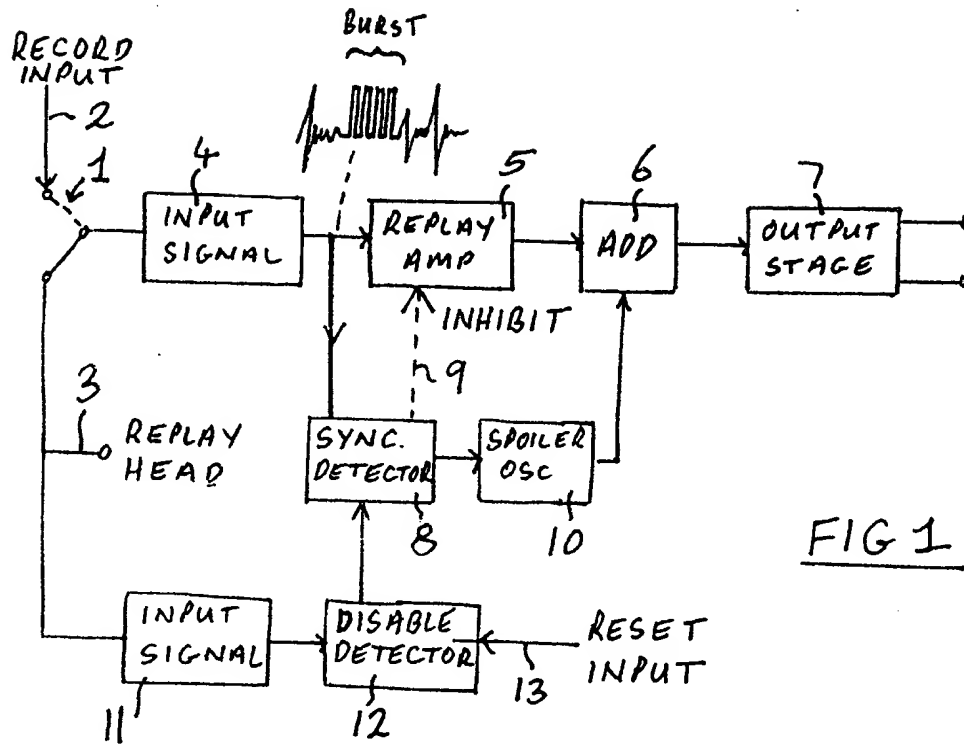 BURST
RECORD
INPUT
2
1
4
INPUT
SIGNAL
5
REPLAY
AMP
6
ADD
7
OUTPUT
STAGE
INHIBIT
9
3
REPLAY
HEAD
SYNC.
DETECTOR
8
SPOILER
OSC
10
FIG 1
INPUT
SIGNAL
11
DISABLE
DETECTOR
12
13
RESET
INPUT